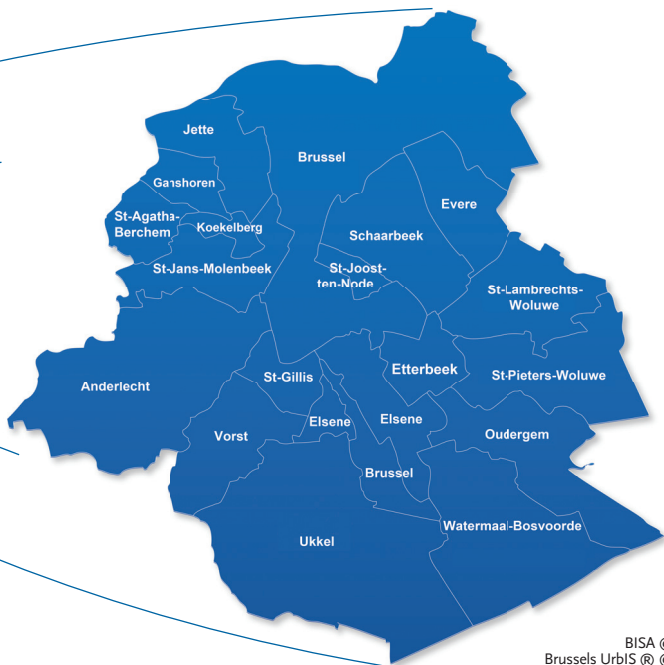 Jette
Brussel
Ganshoren
Evere
St-Agatha-
Berchem
Koekelberg
Schaarbeek
St-Jans-Molenbeek
St-Joost-
ten-Node
St-Lambrechts-
Woluwe
Anderlecht
St-Gillis
Etterbeek
St-Pieters-Woluwe
Elsene
Elsene
Vorst
Oudergem
Brussel
Watermaal-Bosvoorde
Ukkel
BISA ©
Brussels UrbIS ® ©